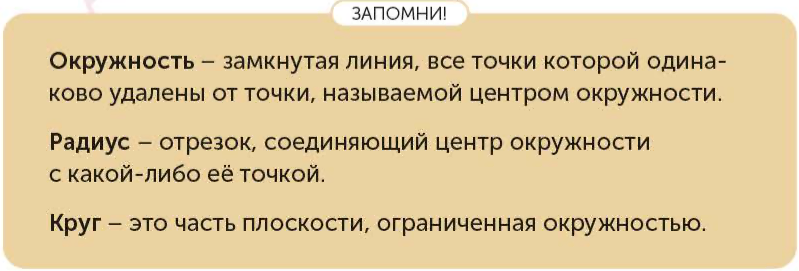 ЗАПОМНИ!
Окружность – замкнутая линия, все точки которой одина-
ково удалены от точки, называемой центром окружности.
Радиус – отрезок, соединяющий центр окружности
с какой-либо её точкой.
Круг – это часть плоскости, ограниченная окружностью.